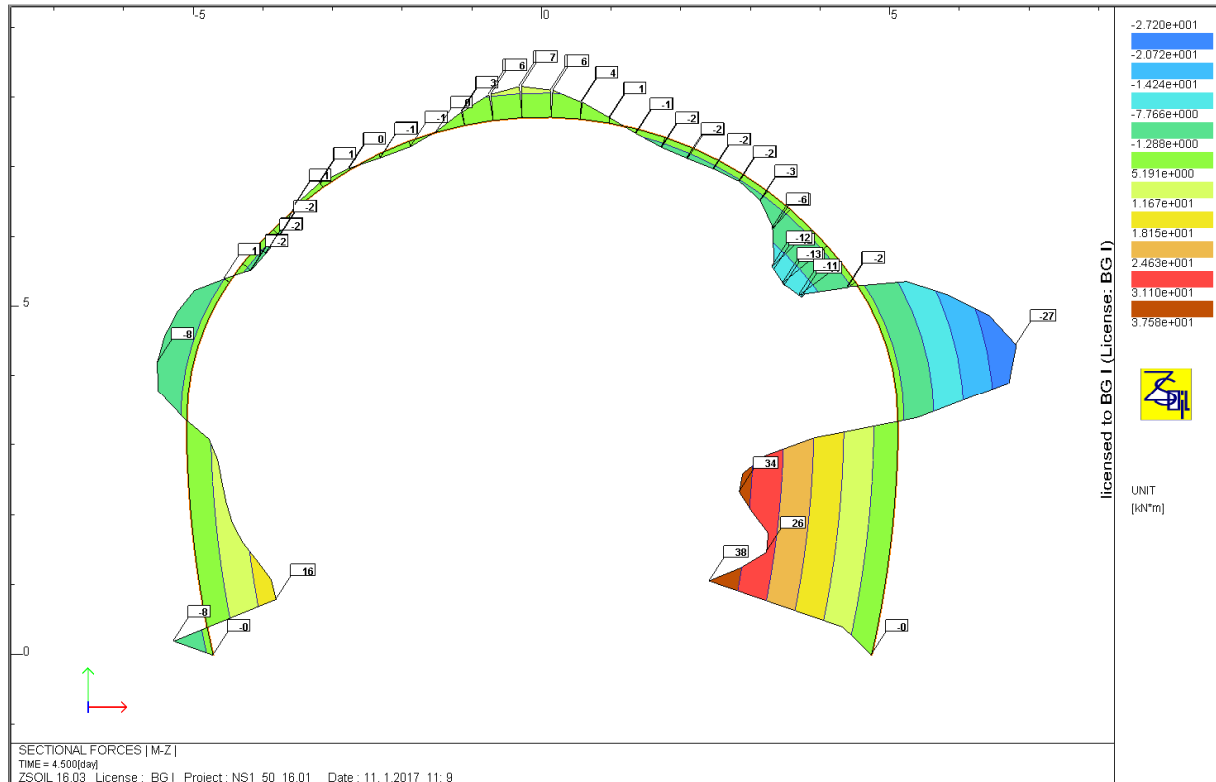 -5 0 5
-2.720e+001
-2.072e+001
-1.424e+001
-7.766e+000
-1.288e+000
5.191e+000
1.167e+001
1.815e+001
2.463e+001
3.110e+001
3.758e+001
7
6 6
3 4
9 1
-1 -1
-1 -2
0 -2
1 -2
1 -2
-2 -3
-2 -6
-2 -12
1 -13
-11
-2
5
-8 -27
34
26
38
16
-8
-0 -0
0
licensed to BG I (License: BG I)
ZSoil
UNIT
[kN*m]
SECTIONAL FORCES | M-Z |
TIME = 4.500[day]
ZSOIL 16.03 License : BG I Project : NS1_50_16.01 Date : 11. 1.2017 11: 9